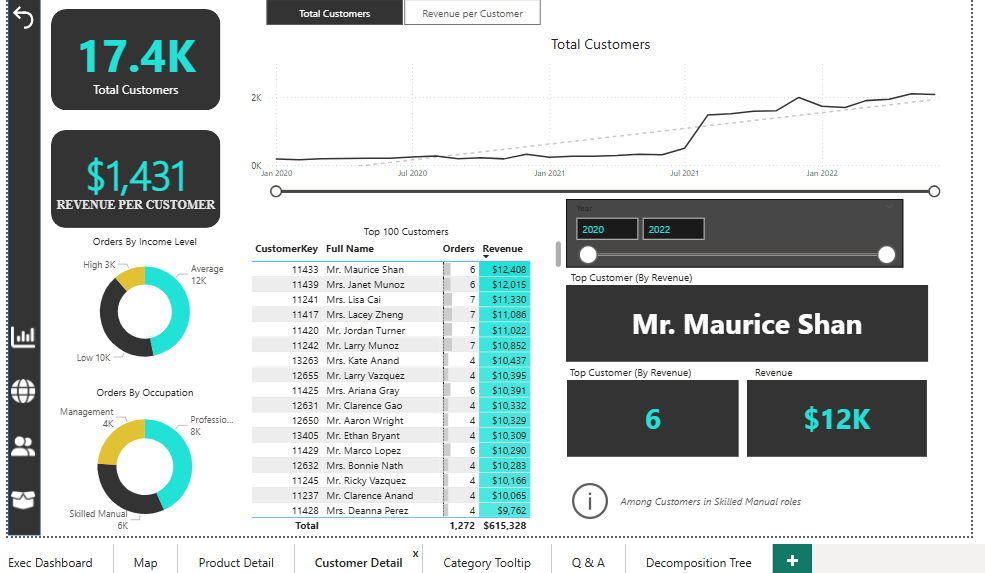 Total Customers
Revenue per Customer
17.4K
Total Customers
$1,431
REVENUE PER CUSTOMER
Total Customers
2K
0K
Jan 2020
Jul 2020
Jan 2021
Jul 2021
Jan 2022
Orders By Income Level
High 3K
Average
12K
Low 10K
Orders By Occupation
Management
4K
Professio...
8K
Skilled Manual
6K
Top 100 Customers
CustomerKey Full Name Orders Revenue
11433 Mr. Maurice Shan 6 $12,408
11439 Mrs. Janet Munoz 6 $12,015
11241 Mrs. Lisa Cai 7 $11,330
11417 Mrs. Lacey Zheng 7 $11,086
11420 Mr. Jordan Turner 7 $11,022
11242 Mr. Larry Munoz 7 $10,852
13263 Mrs. Kate Anand 4 $10,437
12655 Mr. Larry Vazquez 4 $10,395
11425 Mrs. Ariana Gray 6 $10,391
12631 Mr. Clarence Gao 4 $10,332
12650 Mr. Aaron Wright 4 $10,329
13405 Mr. Ethan Bryant 4 $10,309
11429 Mr. Marco Lopez 6 $10,290
12632 Mrs. Bonnie Nath 4 $10,283
11245 Mr. Ricky Vazquez 4 $10,166
11237 Mr. Clarence Anand 4 $10,065
11428 Mrs. Deanna Perez 4 $9,762
Total 1,272 $615,328
Year
2020
2022
Top Customer (By Revenue)
Mr. Maurice Shan
Top Customer (By Revenue)
6
Revenue
$12K
i
Among Customers in Skilled Manual roles
Exec Dashboard
Map
Product Detail
Customer Detail
x
Category Tooltip
Q & A
Decomposition Tree
+